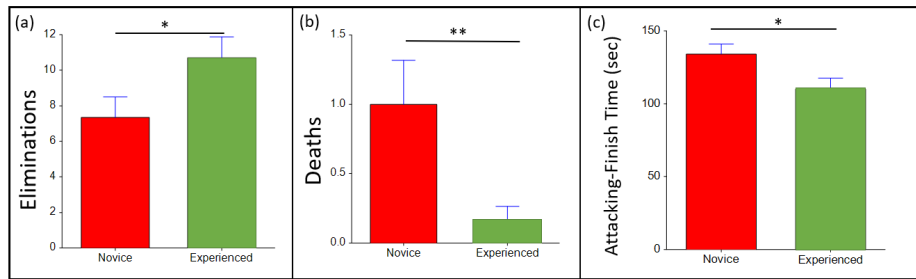 (a)
*
Eliminations
12
10
8
6
4
2
0
Novice Experienced
(b)
**
Deaths
1.5
1.0
0.5
0.0
Novice Experienced
(c)
*
Attacking-Finish Time (sec)
150
100
50
0
Novice Experienced